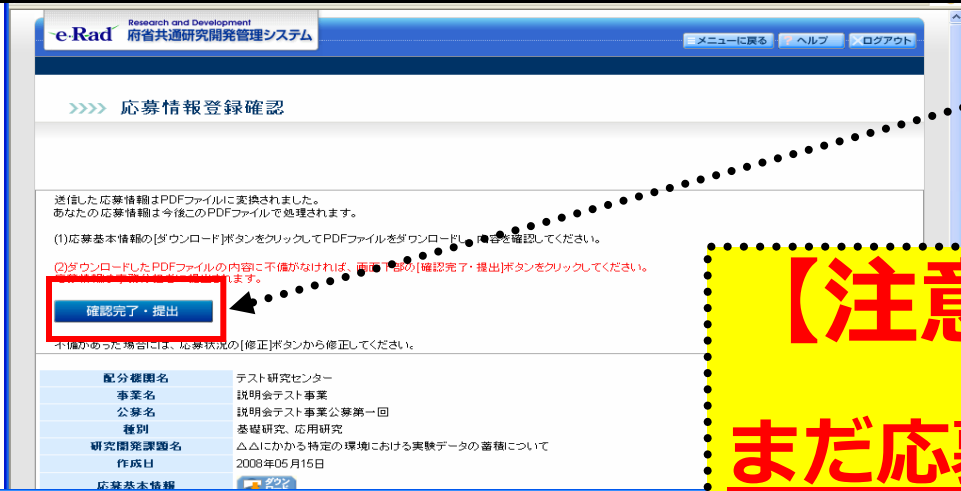 Research and Development
e-Rad 府省共通研究開発管理システム
メニューに戻る ? ヘルプ × ログアウト
>>>> 応募情報登録確認
送信した応募情報はPDFファイルに変換されました。
あなたの応募情報は今後このPDFファイルで処理されます。
(1)応募基本情報の[ダウンロード]ボタンをクリックしてPDFファイルをダウンロードし、内容を確認してください。
(2)ダウンロードしたPDFファイルの内容に不備がなければ、画面下部の[確認完了・提出]ボタンをクリックしてください。
ます。
確認完了・提出
不備があった場合には、応募状況の[修正]ボタンから修正してください。
配分機関名 テスト研究センター
事業名 説明会テスト事業
公募名 説明会テスト事業公募第一回
種別 基礎研究、応用研究
研究開発課題名 △△にかかる特定の環境における実験データの蓄積について
作成日 2008年05月15日
応募基本情報
【注意
まだ応募